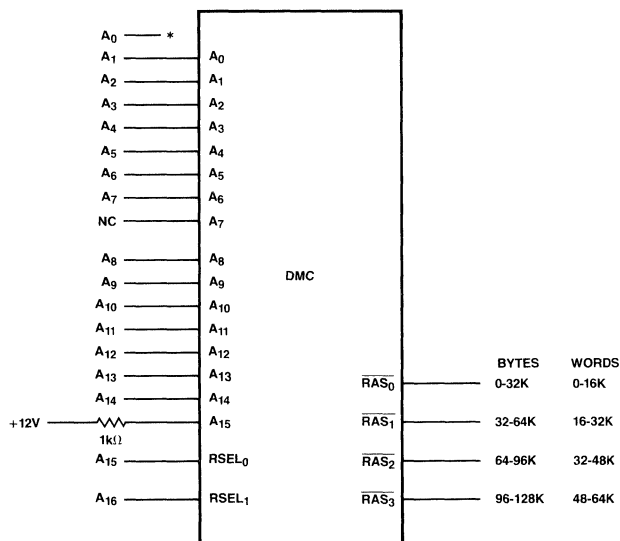 A0 *
A1 A0
A2 A1
A3 A2
A4 A3
A5 A4
A6 A5
A7 A6
NC A7
A8 A8
A9 A9
DMC
A10 A10
A11 A11
A12 A12
BYTES WORDS
A13 A13
RAS0 0-32K 0-16K
A14 A14
+12V 1kΩ A15
RAS1 32-64K 16-32K
A15 RSEL0
RAS2 64-96K 32-48K
A16 RSEL1
RAS3 96-128K 48-64K